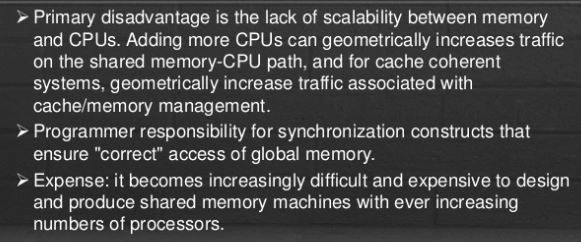 ➤ Primary disadvantage is the lack of scalability between memory
and CPUs. Adding more CPUs can geometrically increases traffic
on the shared memory-CPU path, and for cache coherent
systems, geometrically increase traffic associated with
cache/memory management.
➤ Programmer responsibility for synchronization constructs that
ensure "correct" access of global memory.
➤ Expense: it becomes increasingly difficult and expensive to design
and produce shared memory machines with ever increasing
numbers of processors.